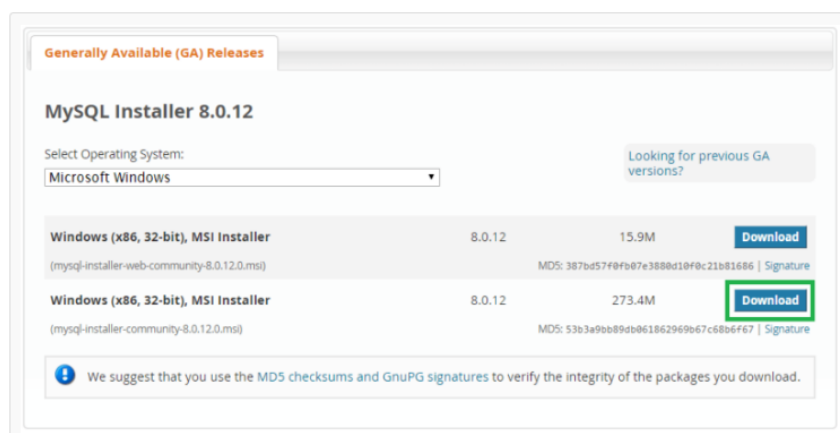 Generally Available (GA) Releases
MySQL Installer 8.0.12
Select Operating System:
Microsoft Windows
Looking for previous GA
versions?
Windows (x86, 32-bit), MSI Installer 8.0.12 15.9M Download
(mysql-installer-web-community-8.0.12.0.msi) MD5: 387bd57f0fb07e3880d10f0c21b81686 | Signature
Windows (x86, 32-bit), MSI Installer 8.0.12 273.4M Download
(mysql-installer-community-8.0.12.0.msi) MD5: 53b3a9bb89db061862969b67c68b6f67 | Signature
We suggest that you use the MD5 checksums and GnuPG signatures to verify the integrity of the packages you download.